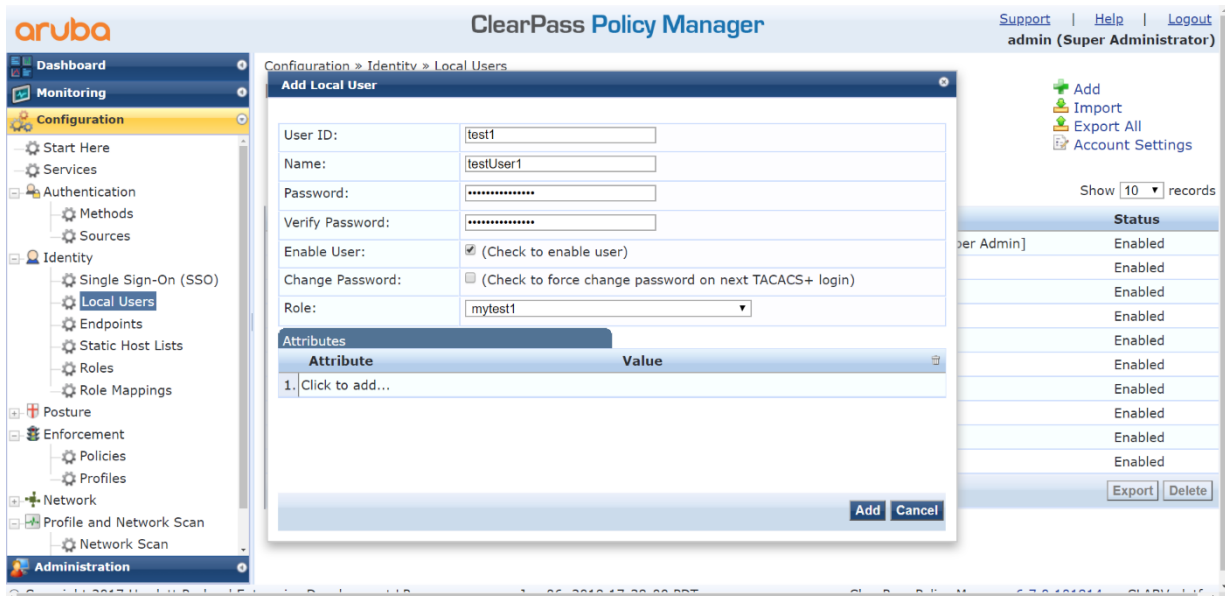 aruba
ClearPass Policy Manager
Support | Help | Logout
admin (Super Administrator)
Dashboard
Monitoring
Configuration
Start Here
Services
Authentication
Methods
Sources
Identity
Single Sign-On (SSO)
Local Users
Endpoints
Static Host Lists
Roles
Role Mappings
Posture
Enforcement
Policies
Profiles
Network
Profile and Network Scan
Network Scan
Administration
Configuration » Identity » Local Users
Add Local User
User ID: test1
Name: testUser1
Password: •••••••••••••••
Verify Password: •••••••••••••••
Enable User: (Check to enable user)
Change Password: (Check to force change password on next TACACS+ login)
Role: mytest1
Attributes
Attribute Value
1. Click to add...
Add Cancel
Add
Import
Export All
Account Settings
Show 10 records
Status
Admin] Enabled
Enabled
Enabled
Enabled
Enabled
Enabled
Enabled
Enabled
Enabled
Enabled
Export Delete